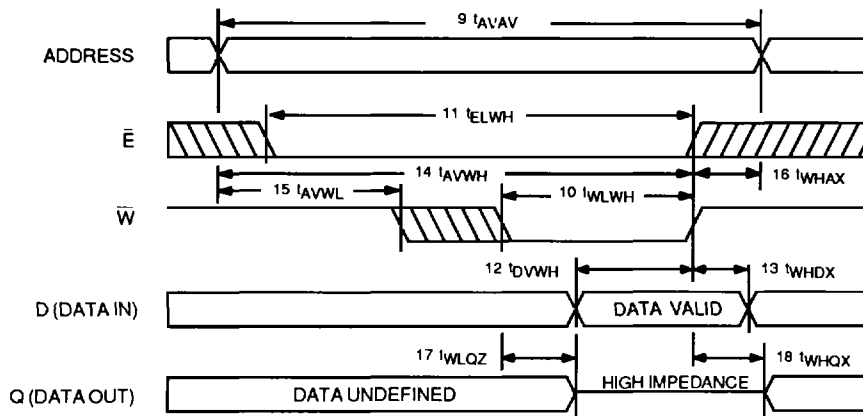 9 tAVAV
ADDRESS
11 tELWH
E̅
14 tAVWH
16 tWHAX
15 tAVWL
10 tWLWH
W̅
12 tDVWH
13 tWHDX
D (DATA IN)
DATA VALID
17 tWLQZ
18 tWHQX
Q (DATA OUT)
DATA UNDEFINED
HIGH IMPEDANCE